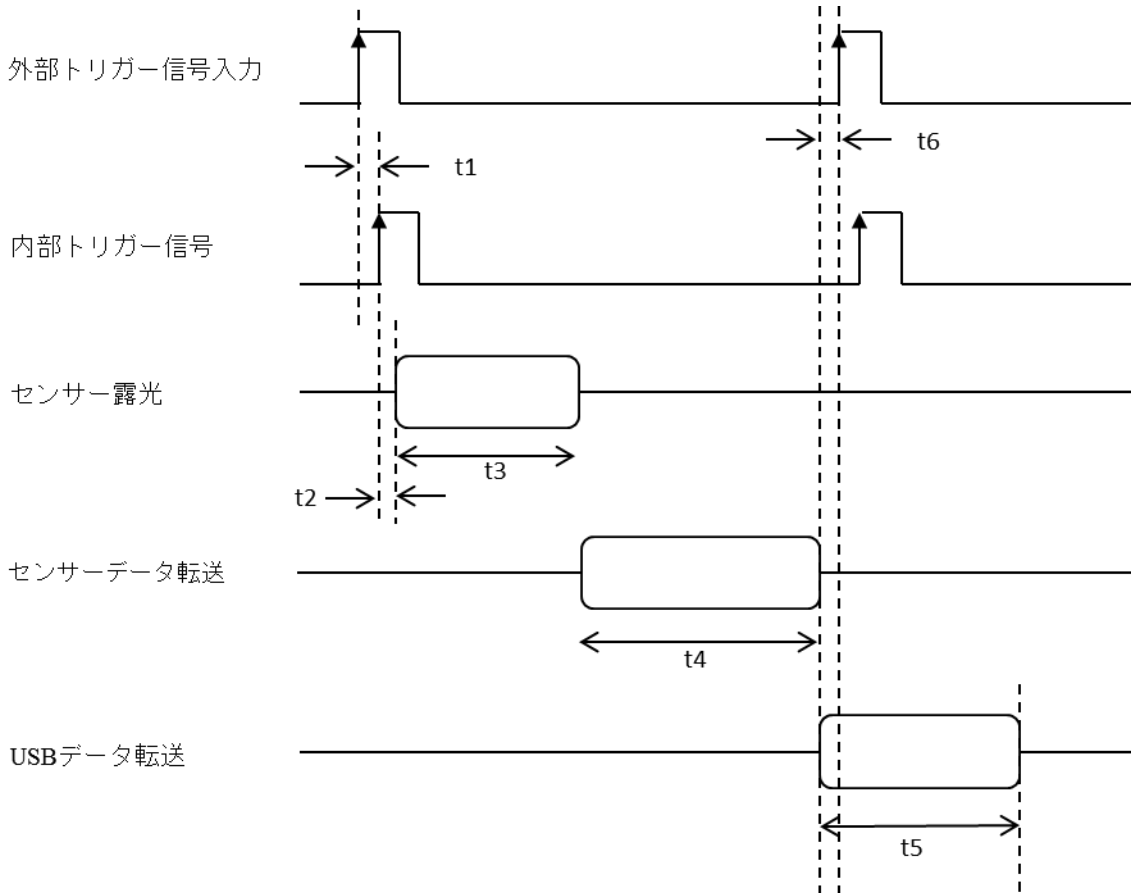 外部トリガー信号入力
t6
t1
内部トリガー信号
センサー露光
t3
t2
センサーデータ転送
t4
USBデータ転送
t5